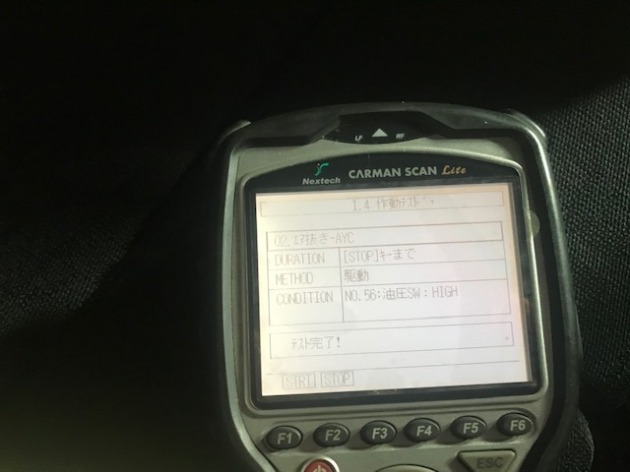 LF RF
Nextech CARMAN SCAN Lite
1.4 作動テスト
02.エア抜き-AYC
DURATION [STOP]キーまで
METHOD 駆動
CONDITION NO.56:油圧SW:HIGH
テスト完了!
STRT STOP
F1 F2 F3 F4 F5 F6
ESC